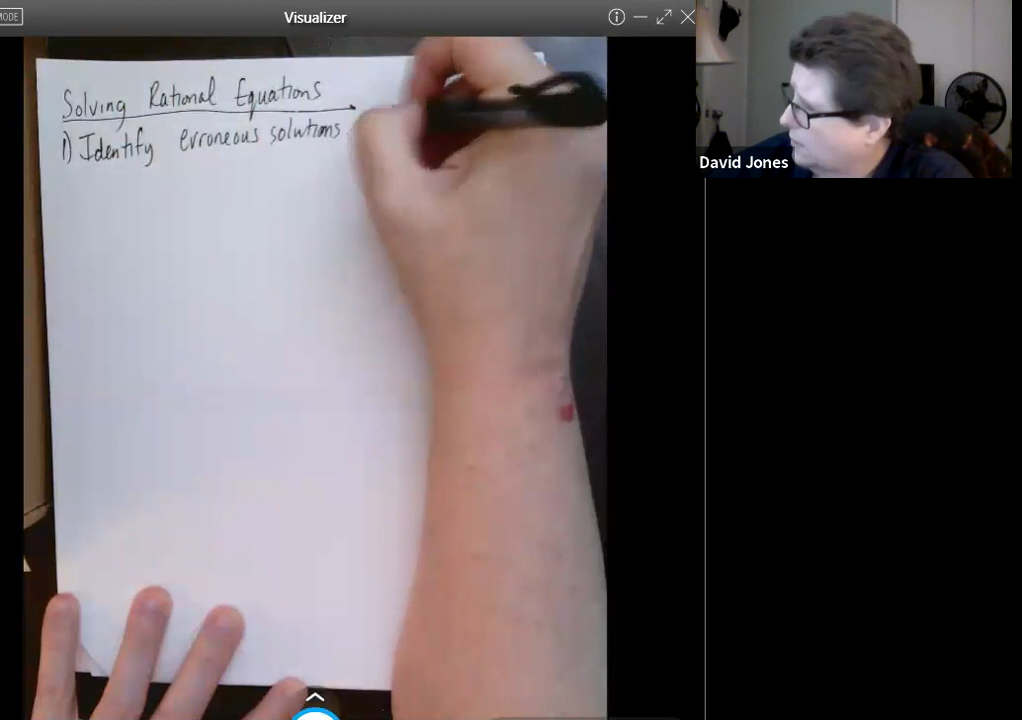 MODE
Visualizer
David Jones
Solving Rational Equations
1) Identify erroneous solutions